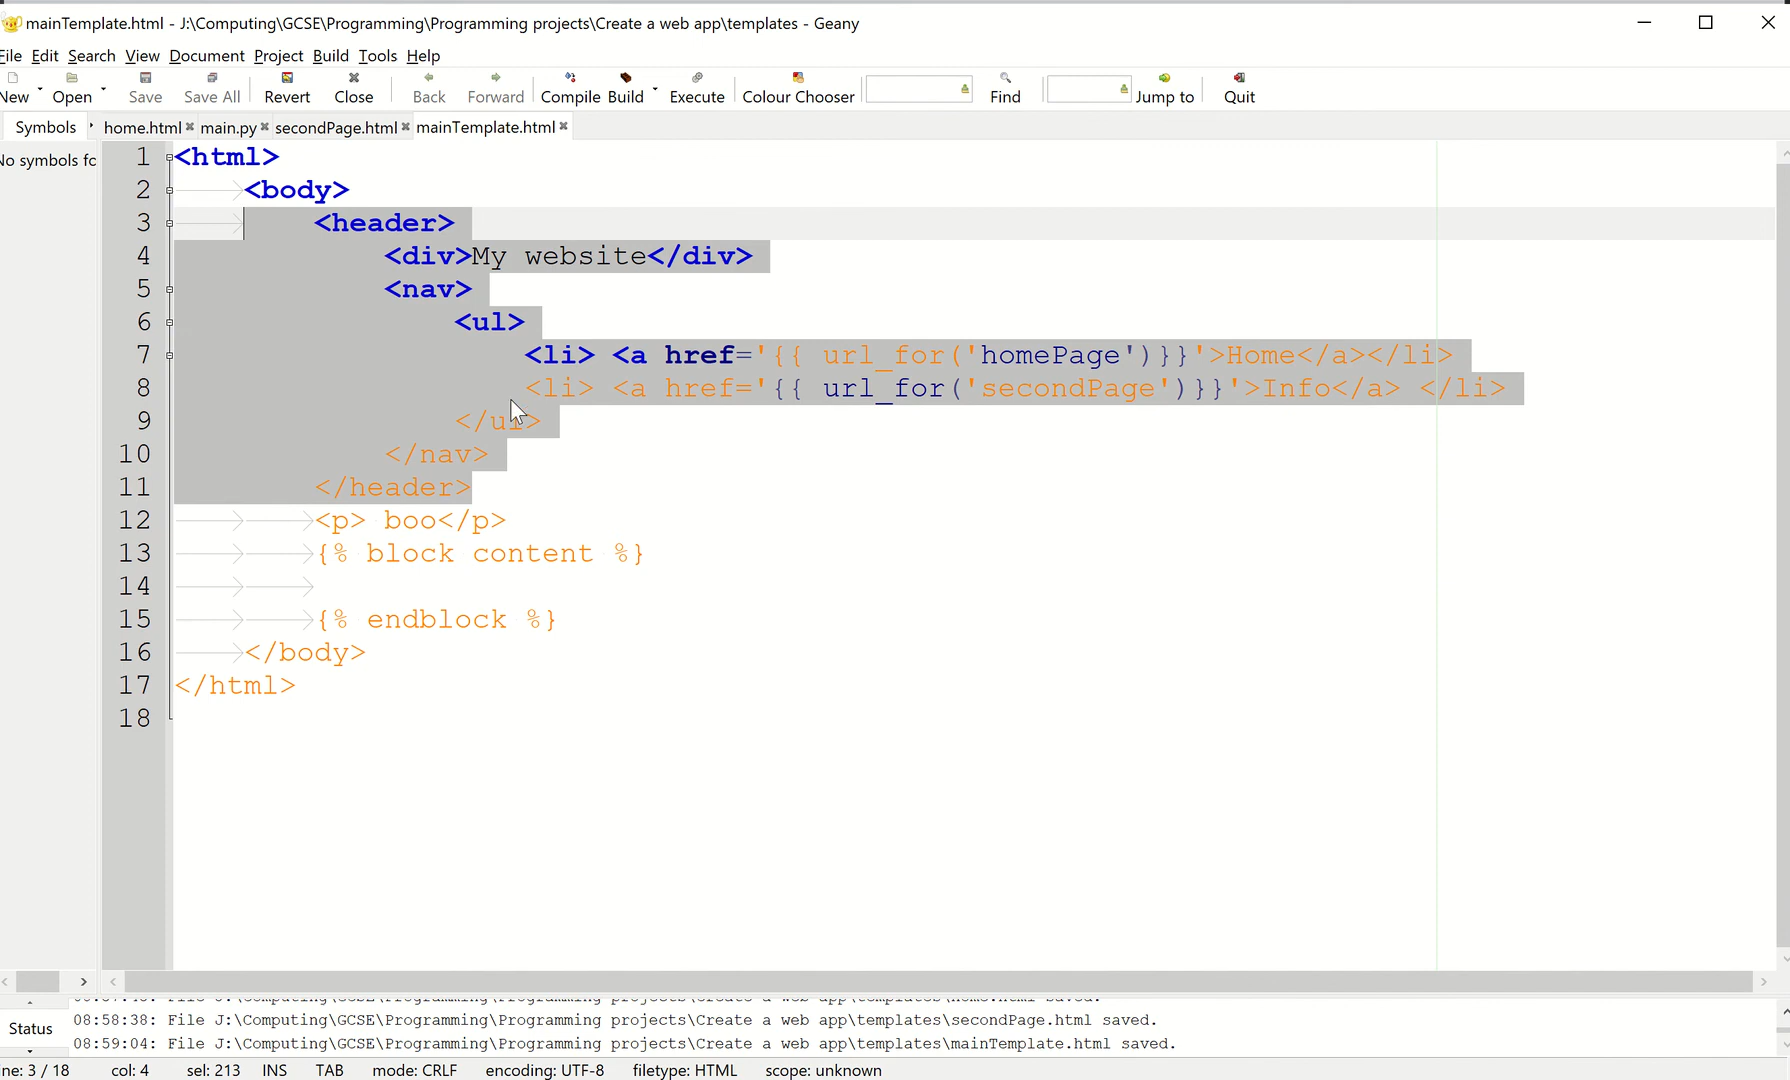 mainTemplate.html - J:\Computing\GCSE\Programming\Programming projects\Create a web app\templates - Geany
File Edit Search View Document Project Build Tools Help
New Open Save Save All Revert Close Back Forward Compile Build Execute Colour Chooser Find Jump to Quit
Symbols home.html main.py secondPage.html mainTemplate.html
No symbols fo
1 <html>
2 <body>
3 <header>
4 <div>My website</div>
5 <nav>
6 <ul>
7 <li> <a href='{{ url_for('homePage')}}'>Home</a></li>
8 <li> <a href='{{ url_for('secondPage')}}'>Info</a> </li>
9 </ul>
10 </nav>
11 </header>
12 <p> boo</p>
13 {% block content %}
14
15 {% endblock %}
16 </body>
17 </html>
18
Status
08:58:38: File J:\Computing\GCSE\Programming\Programming projects\Create a web app\templates\secondPage.html saved.
08:59:04: File J:\Computing\GCSE\Programming\Programming projects\Create a web app\templates\mainTemplate.html saved.
ne: 3 / 18 col: 4 sel: 213 INS TAB mode: CRLF encoding: UTF-8 filetype: HTML scope: unknown